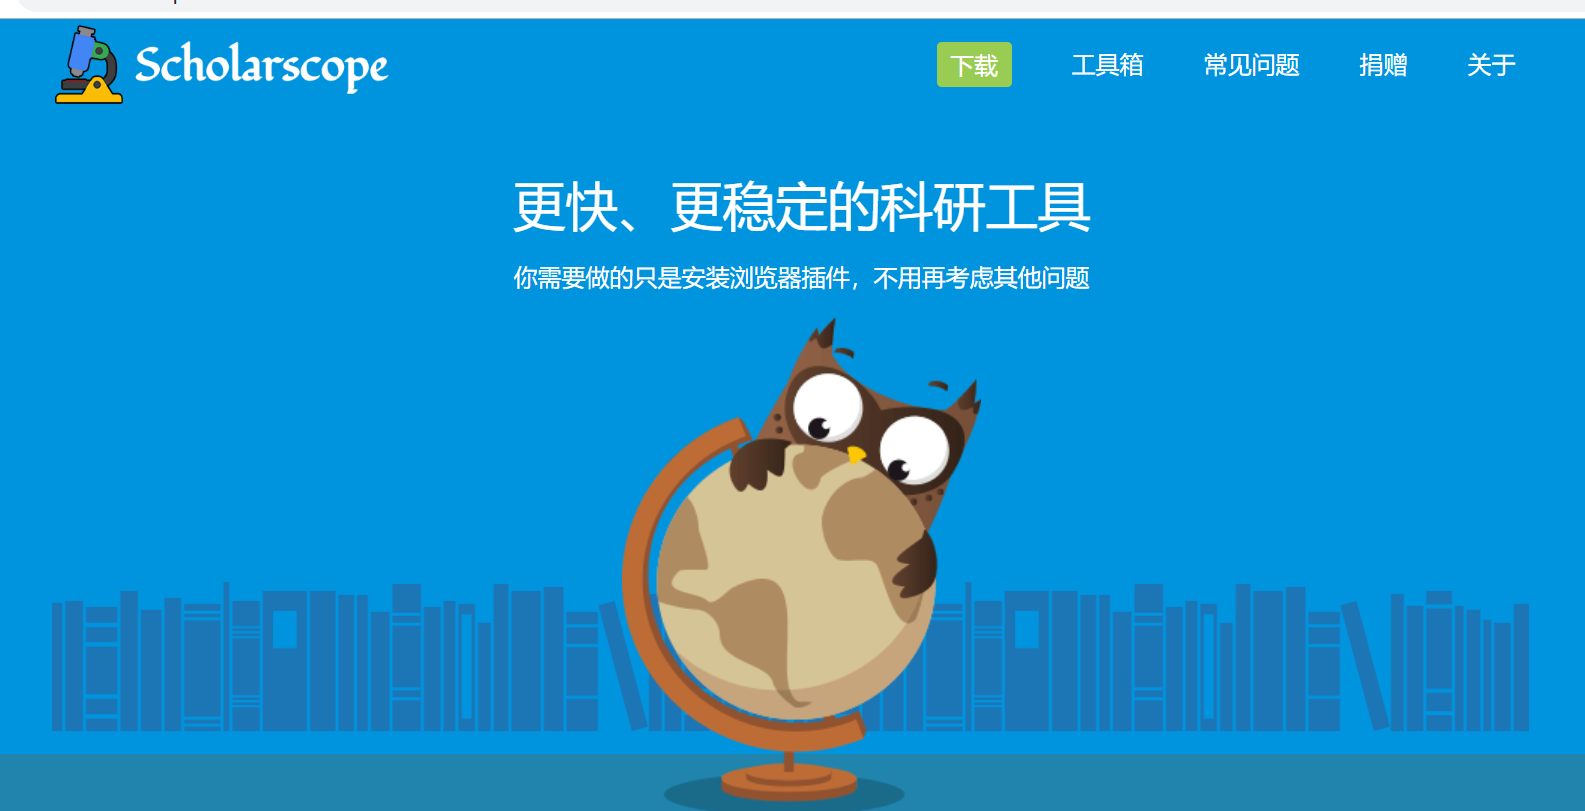 Scholarscope
下载 工具箱 常见问题 捐赠 关于
更快、更稳定的科研工具
你需要做的只是安装浏览器插件，不用再考虑其他问题